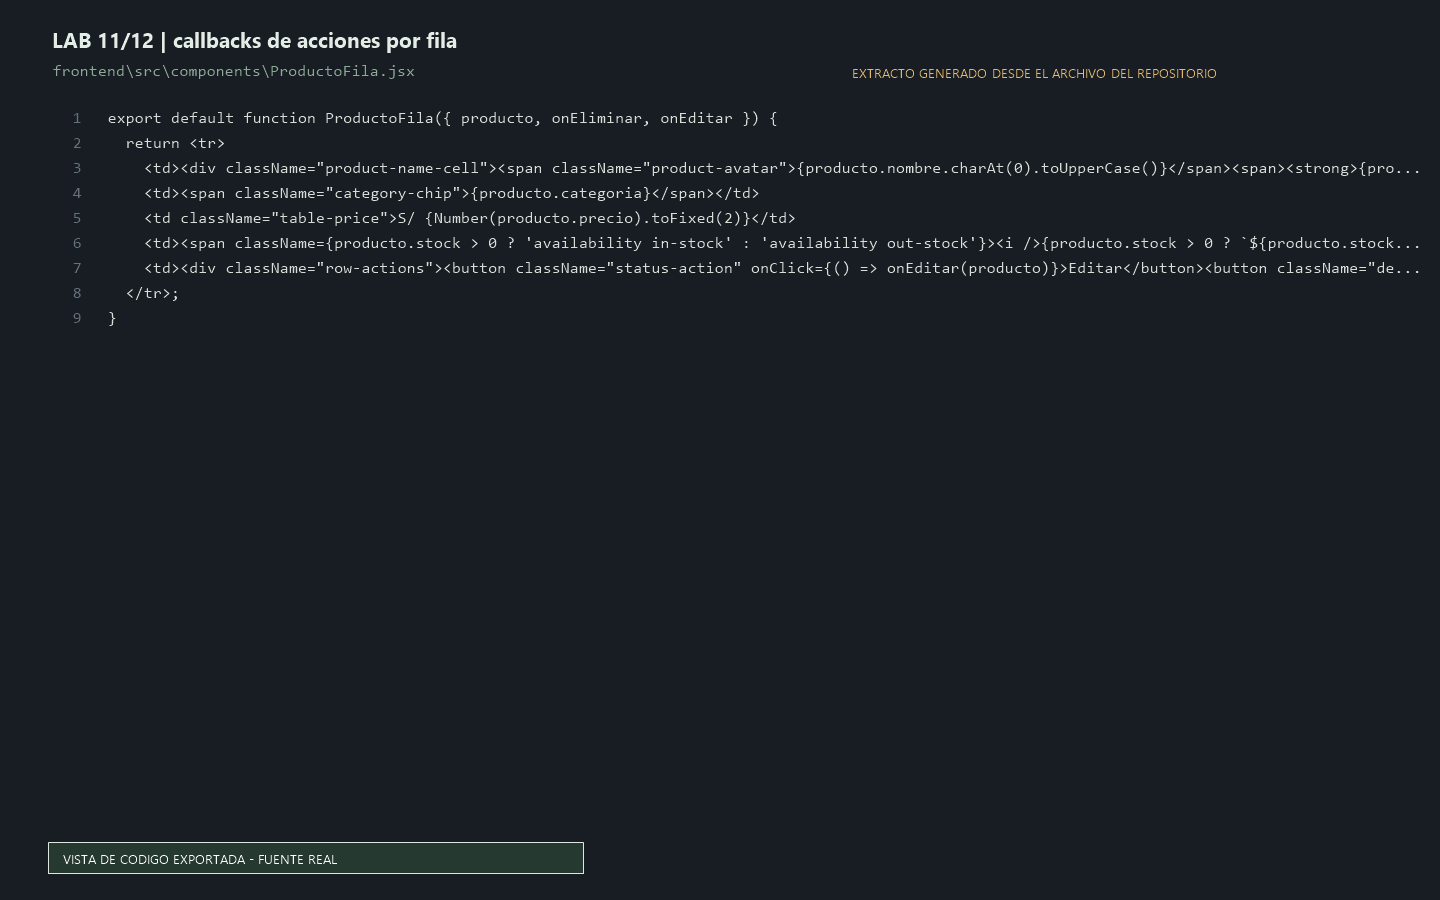 LAB 11/12 | callbacks de acciones por fila
frontend\src\components\ProductoFila.jsx
EXTRACTO GENERADO DESDE EL ARCHIVO DEL REPOSITORIO
1 export default function ProductoFila({ producto, onEliminar, onEditar }) {
2 return <tr>
3 <td><div className="product-name-cell"><span className="product-avatar">{producto.nombre.charAt(0).toUpperCase()}</span><span><strong>{pro...
4 <td><span className="category-chip">{producto.categoria}</span></td>
5 <td className="table-price">S/ {Number(producto.precio).toFixed(2)}</td>
6 <td><span className={producto.stock > 0 ? 'availability in-stock' : 'availability out-stock'}><i />{producto.stock > 0 ? `${producto.stock...
7 <td><div className="row-actions"><button className="status-action" onClick={() => onEditar(producto)}>Editar</button><button className="de...
8 </tr>;
9 }
VISTA DE CODIGO EXPORTADA - FUENTE REAL